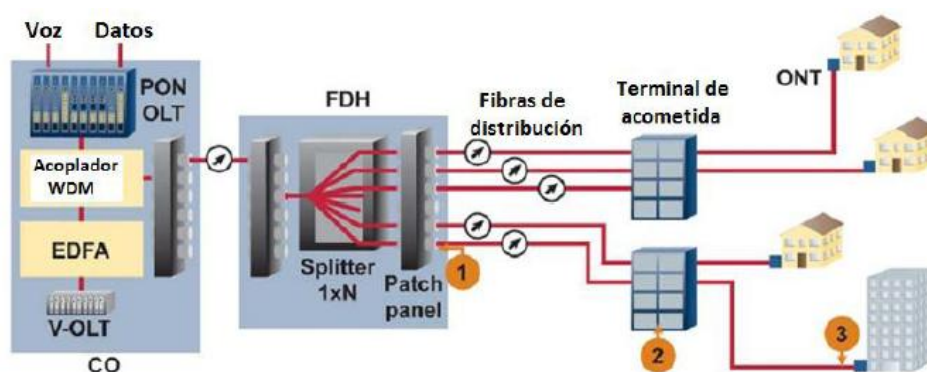 Voz Datos
PON
OLT
Acoplador
WDM
EDFA
V-OLT
CO
FDH
Splitter
1xN
Patch
panel
Fibras de
distribución
Terminal de
acometida
ONT
1
2
3